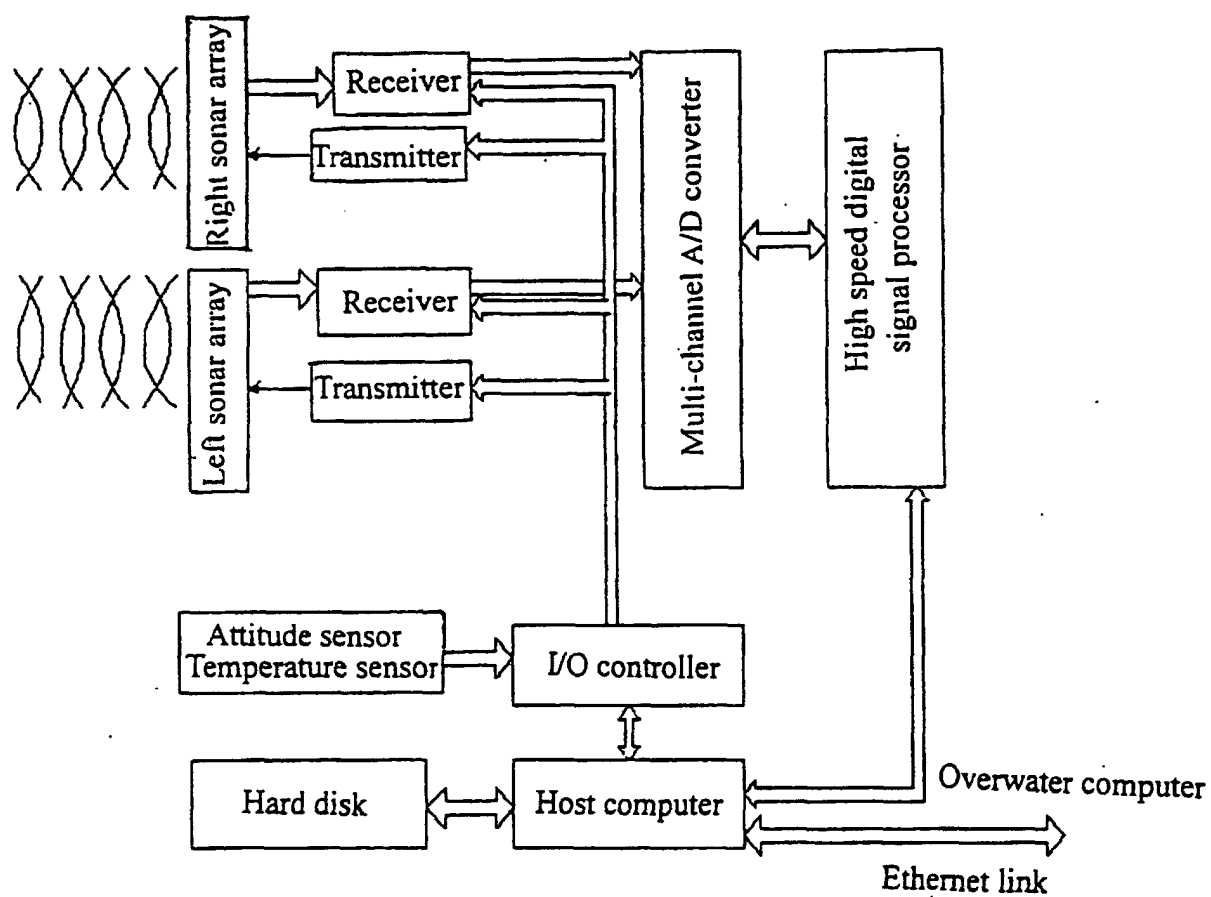 Right sonar array
Receiver
Transmitter
Left sonar array
Receiver
Transmitter
Multi-channel A/D converter
High speed digital
signal processor
Attitude sensor
Temperature sensor
I/O controller
Hard disk
Host computer
Overwater computer
Ethernet link